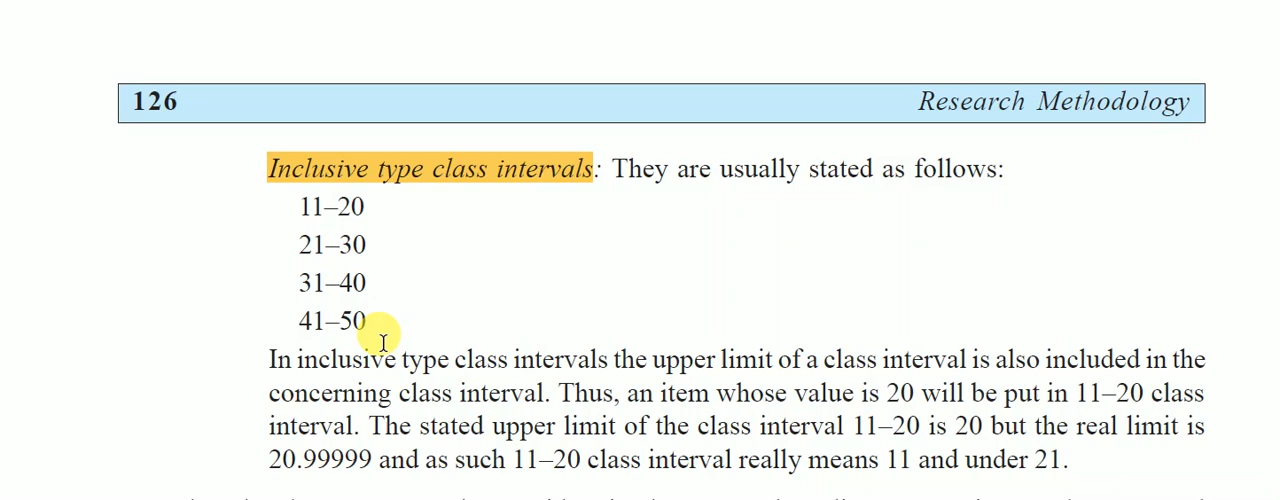 126 Research Methodology
Inclusive type class intervals: They are usually stated as follows:
11–20
21–30
31–40
41–50
In inclusive type class intervals the upper limit of a class interval is also included in the
concerning class interval. Thus, an item whose value is 20 will be put in 11–20 class
interval. The stated upper limit of the class interval 11–20 is 20 but the real limit is
20.99999 and as such 11–20 class interval really means 11 and under 21.